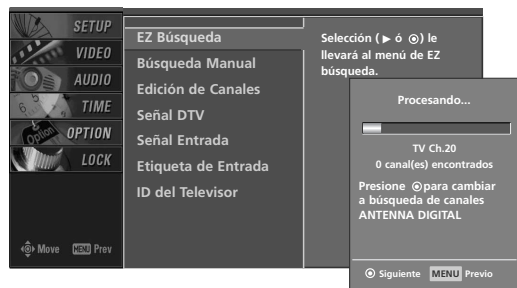 SETUP
VIDEO
AUDIO
TIME
OPTION
LOCK
Move MENU Prev
EZ Búsqueda
Búsqueda Manual
Edición de Canales
Señal DTV
Señal Entrada
Etiqueta de Entrada
ID del Televisor
Selección ( ► ó ◉ ) le
llevará al menú de EZ
búsqueda.
Procesando...
TV Ch.20
0 canal(es) encontrados
Presione ◉ para cambiar
a búsqueda de canales
ANTENNA DIGITAL
◉ Siguiente MENU Previo